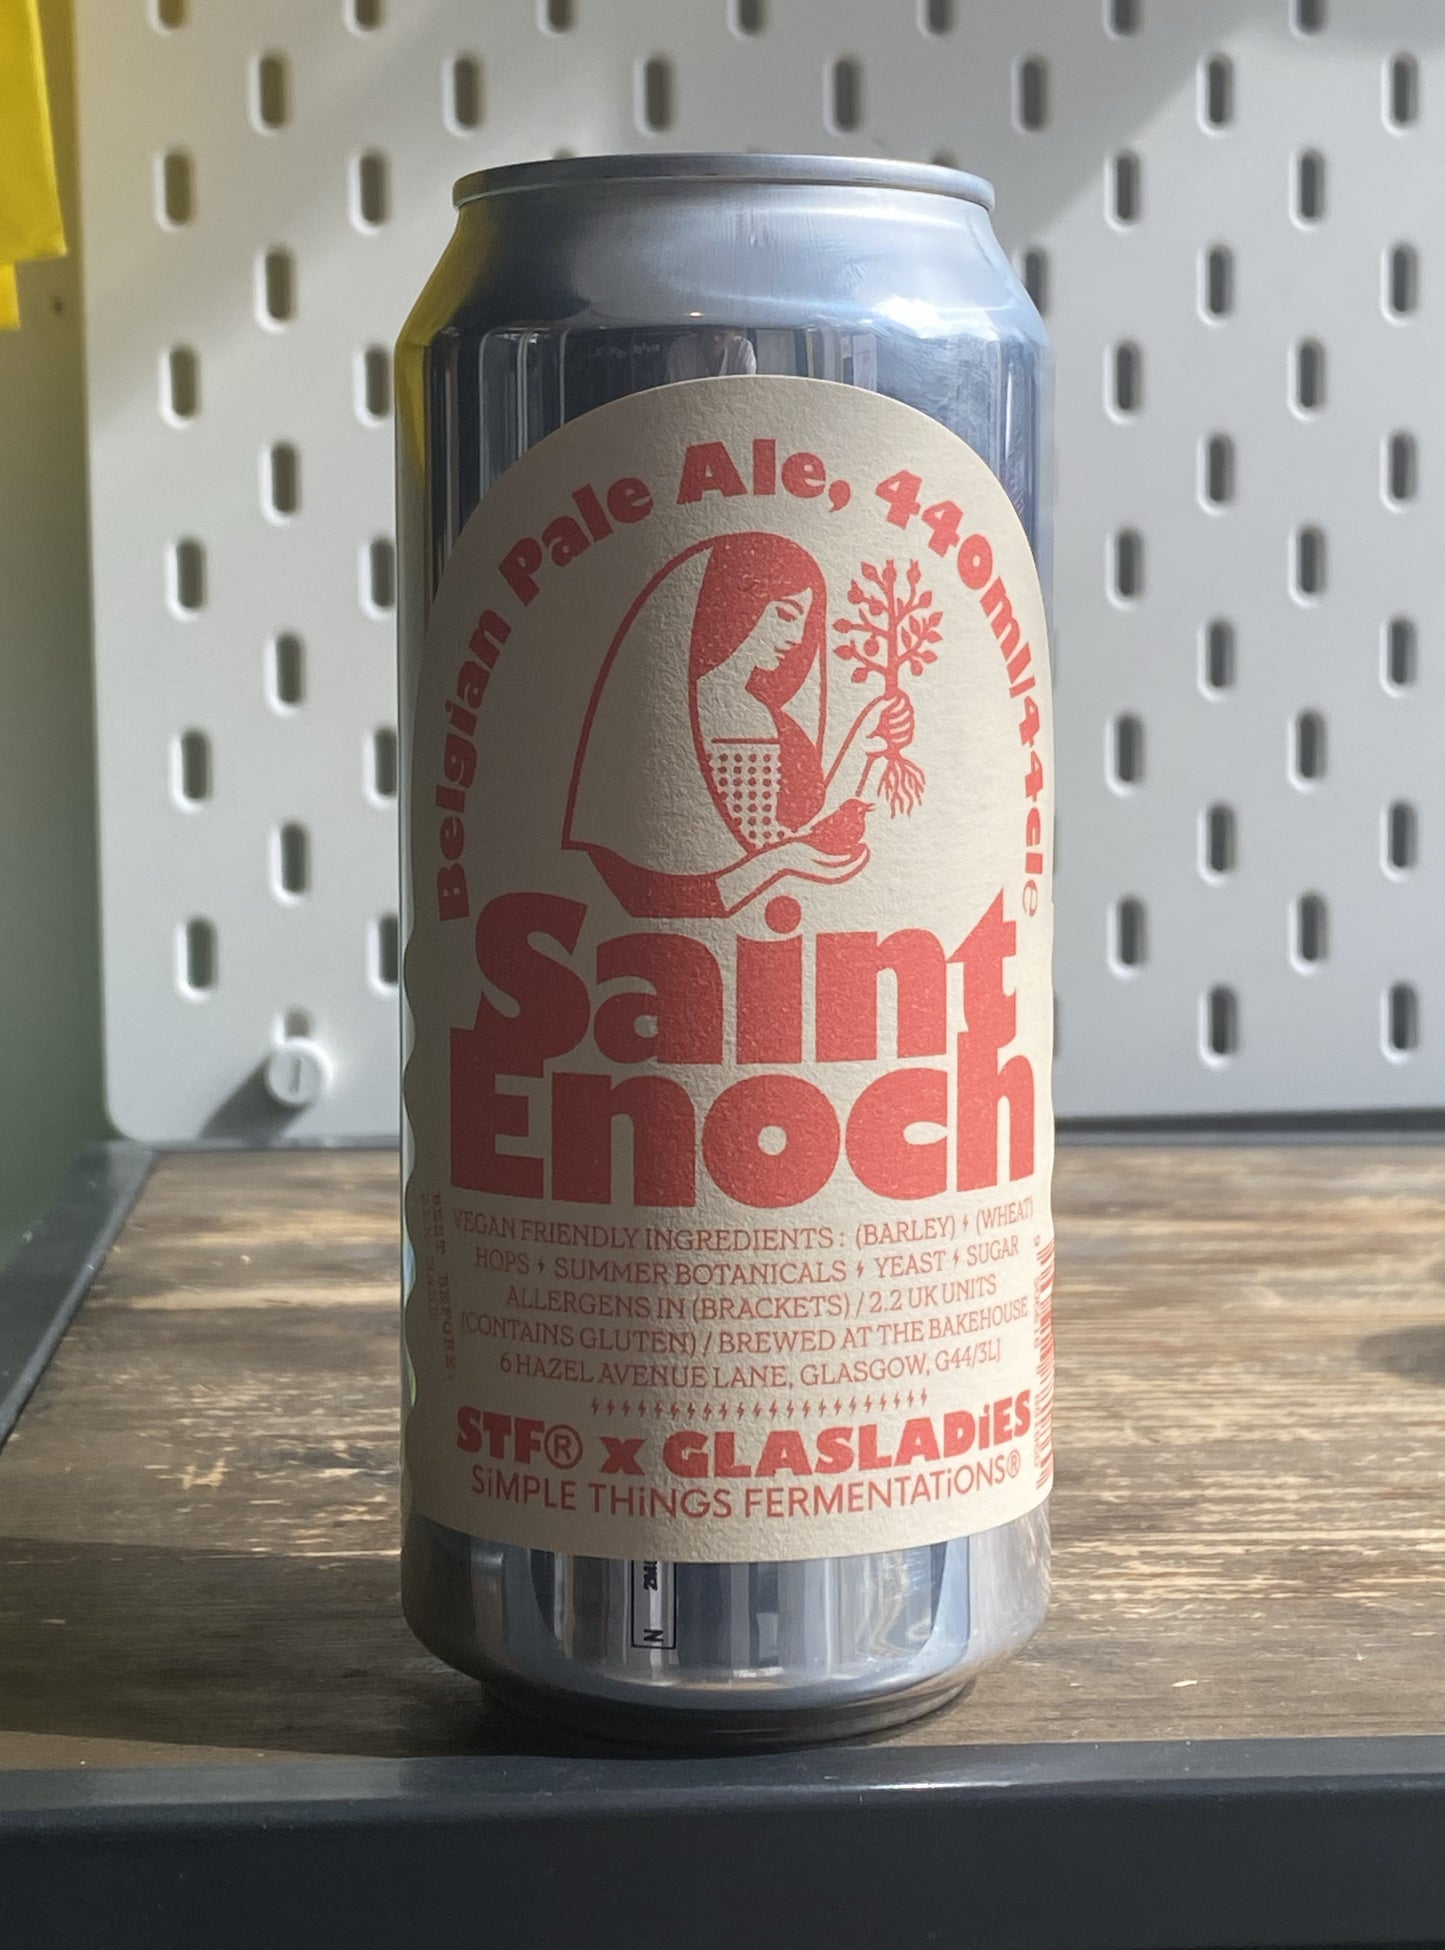 Belgian Pale Ale, 440ml/44cl e
Saint
Enoch
VEGAN FRIENDLY INGREDIENTS : (BARLEY) (WHEAT)
HOPS SUMMER BOTANICALS YEAST SUGAR
ALLERGENS IN (BRACKETS) / 2.2 UK UNITS
(CONTAINS GLUTEN) / BREWED AT THE BAKEHOUSE
6 HAZEL AVENUE LANE, GLASGOW, G44/3LJ
STF® x GLASLADiES
SiMPLE THiNGS FERMENTATiONS®
BEST BEFORE: